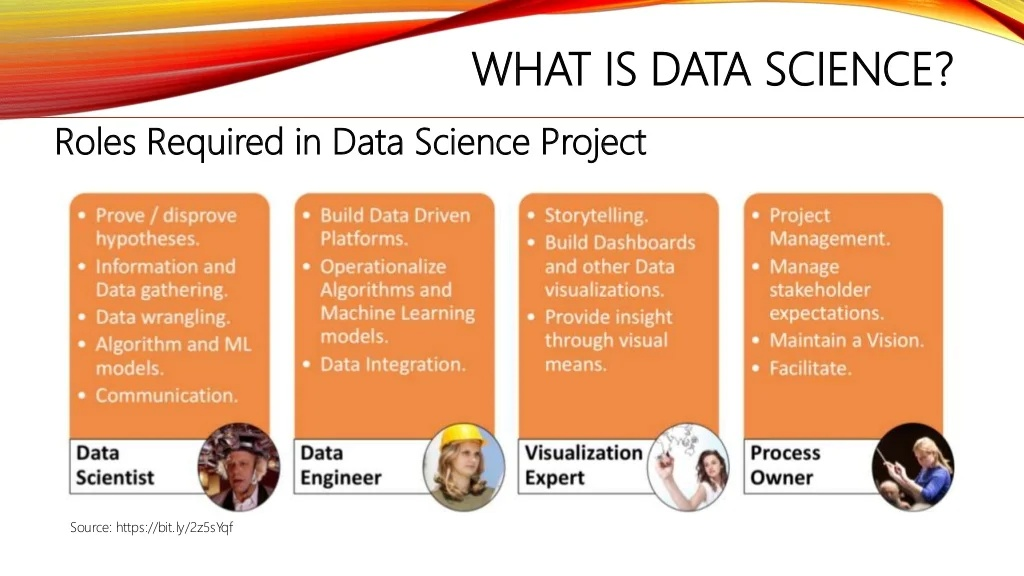 WHAT IS DATA SCIENCE?
Roles Required in Data Science Project
• Prove / disprove
hypotheses.
• Information and
Data gathering.
• Data wrangling.
• Algorithm and ML
models.
• Communication.
Data
Scientist
• Build Data Driven
Platforms.
• Operationalize
Algorithms and
Machine Learning
models.
• Data Integration.
Data
Engineer
• Storytelling.
• Build Dashboards
and other Data
visualizations.
• Provide insight
through visual
means.
Visualization
Expert
• Project
Management.
• Manage
stakeholder
expectations.
• Maintain a Vision.
• Facilitate.
Process
Owner
Source: https://bit.ly/2z5sYqf